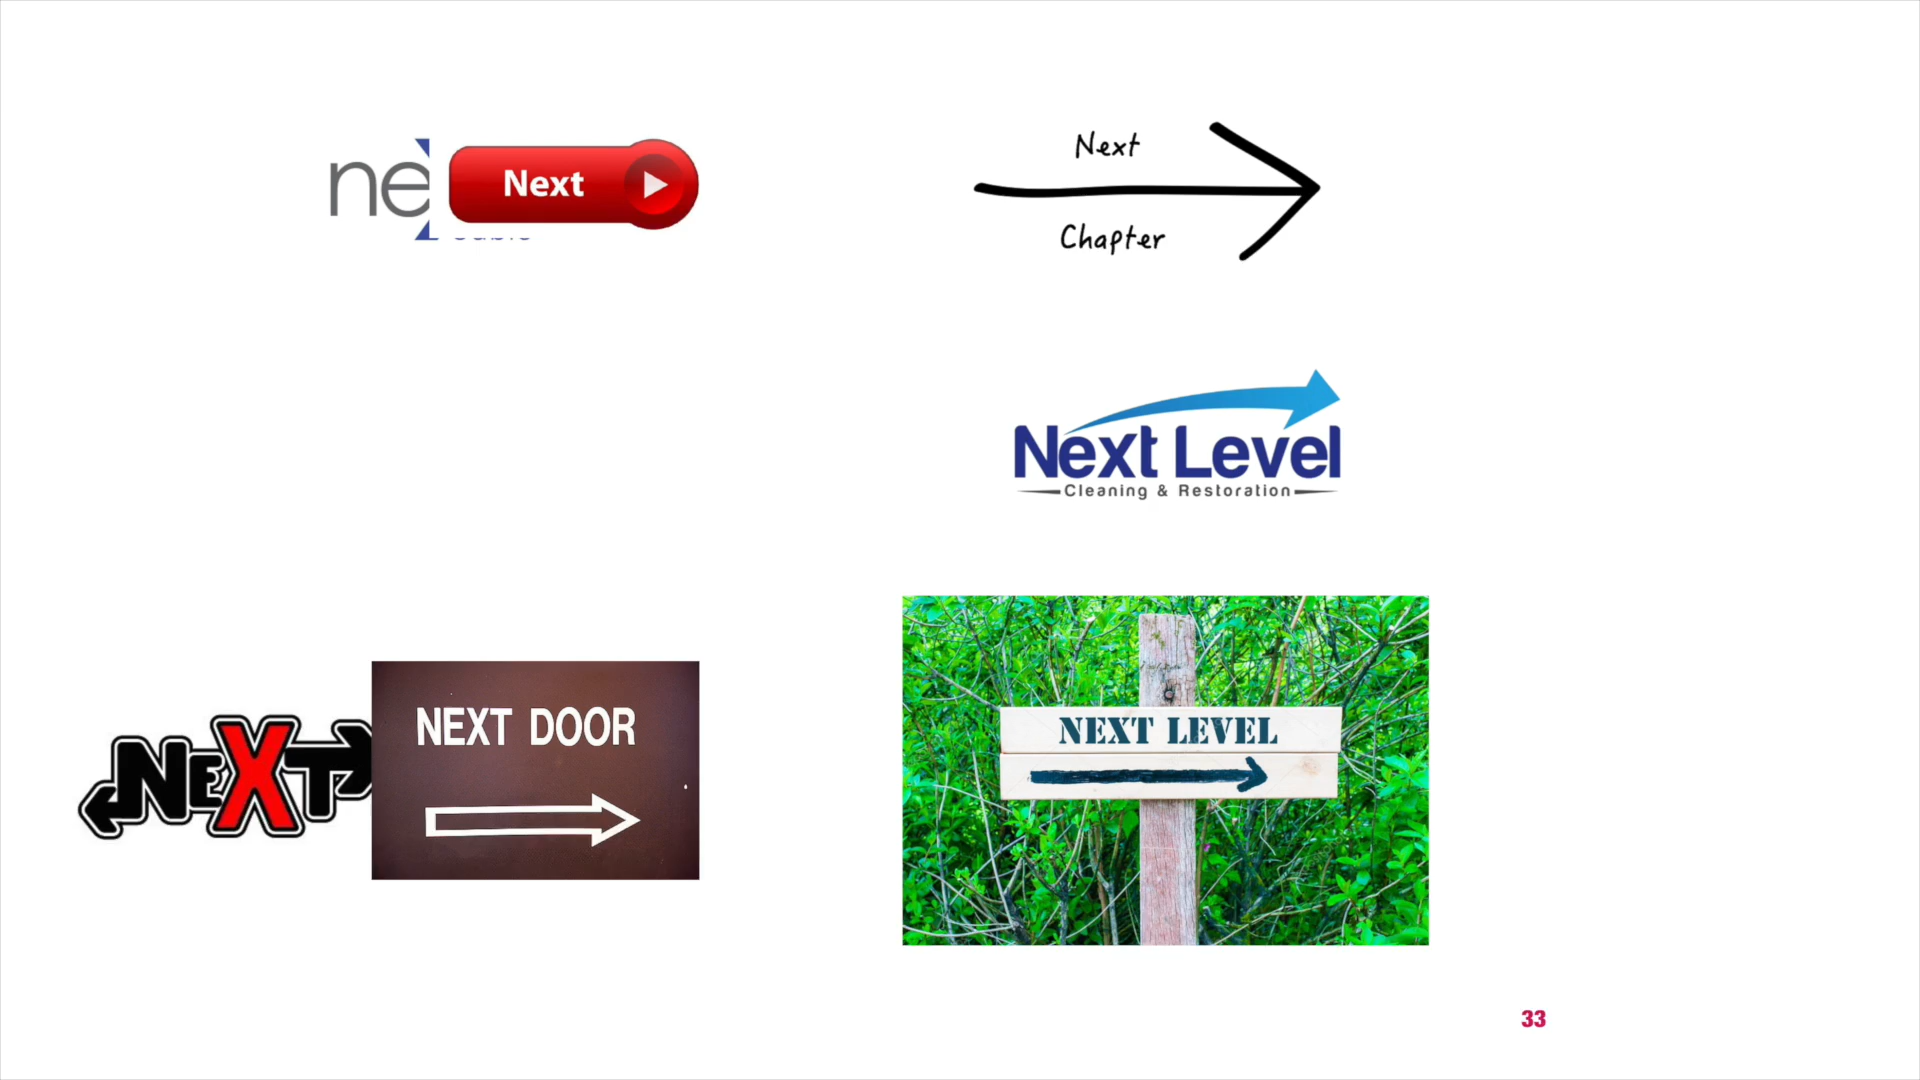 ne
Next
Next
Chapter
Next Level
Cleaning & Restoration
NEXT
NEXT DOOR
NEXT LEVEL
33